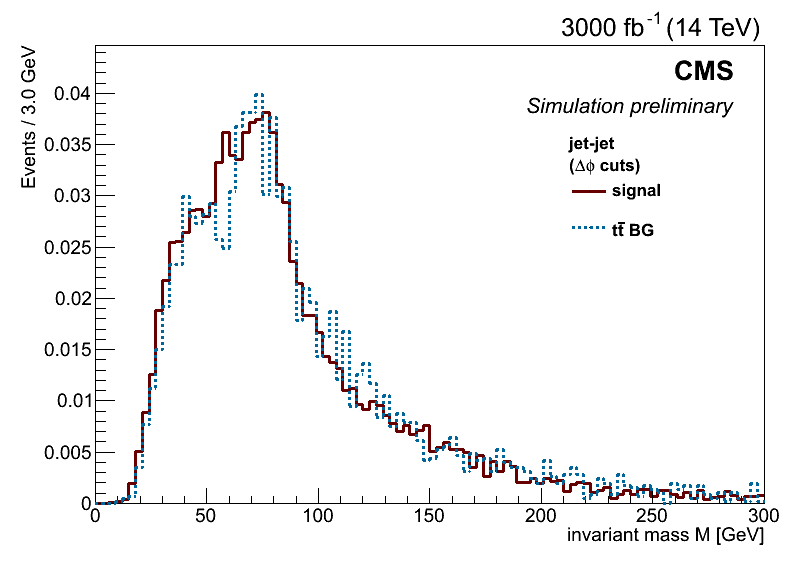 3000 fb⁻¹ (14 TeV)
CMS
Simulation preliminary
jet-jet
(Δϕ cuts)
signal
tt̄ BG
Events / 3.0 GeV
0.04
0.035
0.03
0.025
0.02
0.015
0.01
0.005
0
0 50 100 150 200 250 300
invariant mass M [GeV]